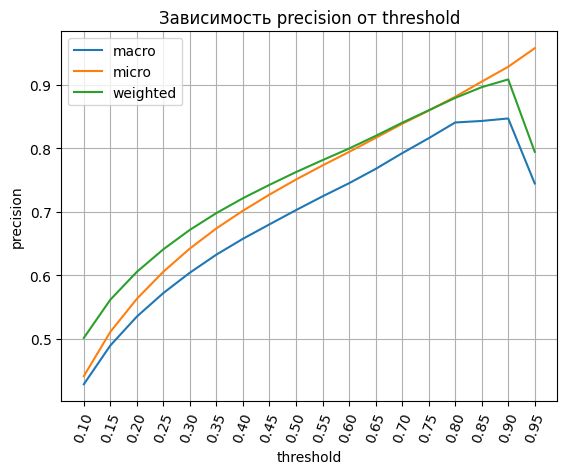 Зависимость precision от threshold
macro
micro
weighted
precision
0.9
0.8
0.7
0.6
0.5
0.10 0.15 0.20 0.25 0.30 0.35 0.40 0.45 0.50 0.55 0.60 0.65 0.70 0.75 0.80 0.85 0.90 0.95
threshold